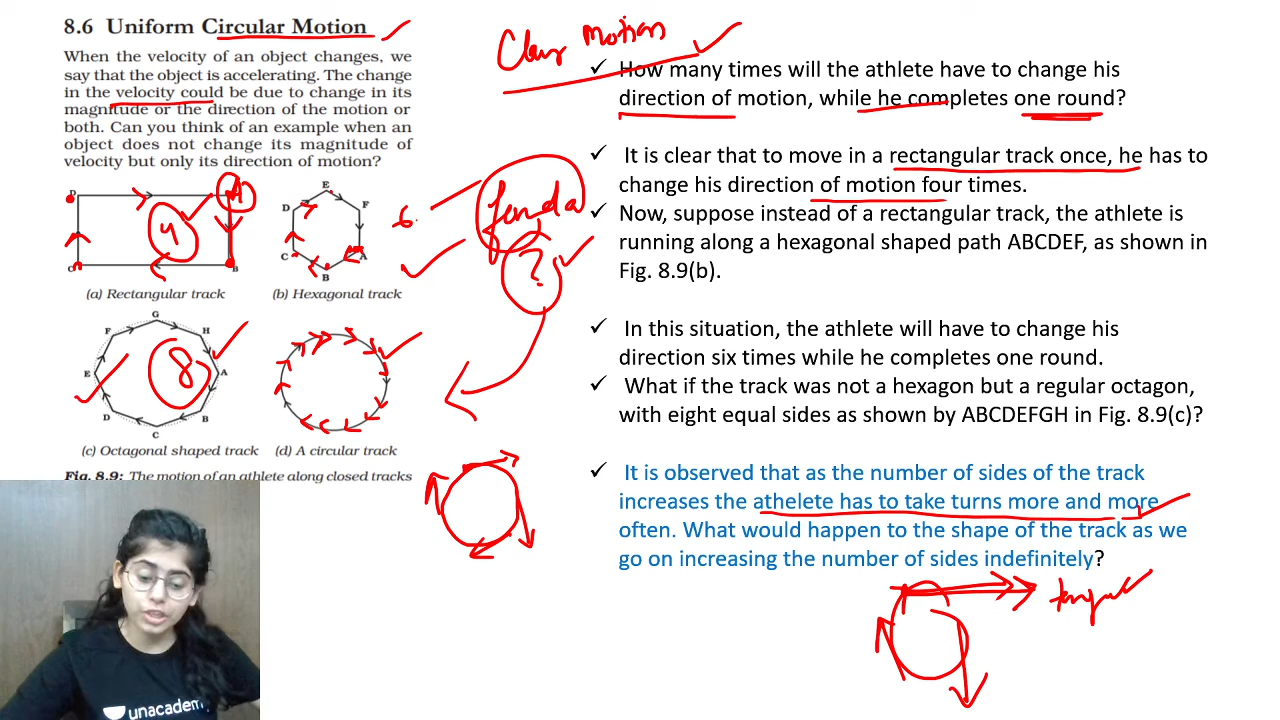 8.6 Uniform Circular Motion
When the velocity of an object changes, we
say that the object is accelerating. The change
in the velocity could be due to change in its
magnitude or the direction of the motion or
both. Can you think of an example when an
object does not change its magnitude of
velocity but only its direction of motion?
A
B
C
4
(a) Rectangular track
E
D
F
C
A
B
6
(b) Hexagonal track
G
F
H
E
A
D
B
C
8
(c) Octagonal shaped track
(d) A circular track
Fig. 8.9: The motion of an athlete along closed tracks
Motion
funda
?
✓ How many times will the athlete have to change his
direction of motion, while he completes one round?
✓ It is clear that to move in a rectangular track once, he has to
change his direction of motion four times.
✓ Now, suppose instead of a rectangular track, the athlete is
running along a hexagonal shaped path ABCDEF, as shown in
Fig. 8.9(b).
✓ In this situation, the athlete will have to change his
direction six times while he completes one round.
✓ What if the track was not a hexagon but a regular octagon,
with eight equal sides as shown by ABCDEFGH in Fig. 8.9(c)?
✓ It is observed that as the number of sides of the track
increases the athelete has to take turns more and more
often. What would happen to the shape of the track as we
go on increasing the number of sides indefinitely?
unacademy